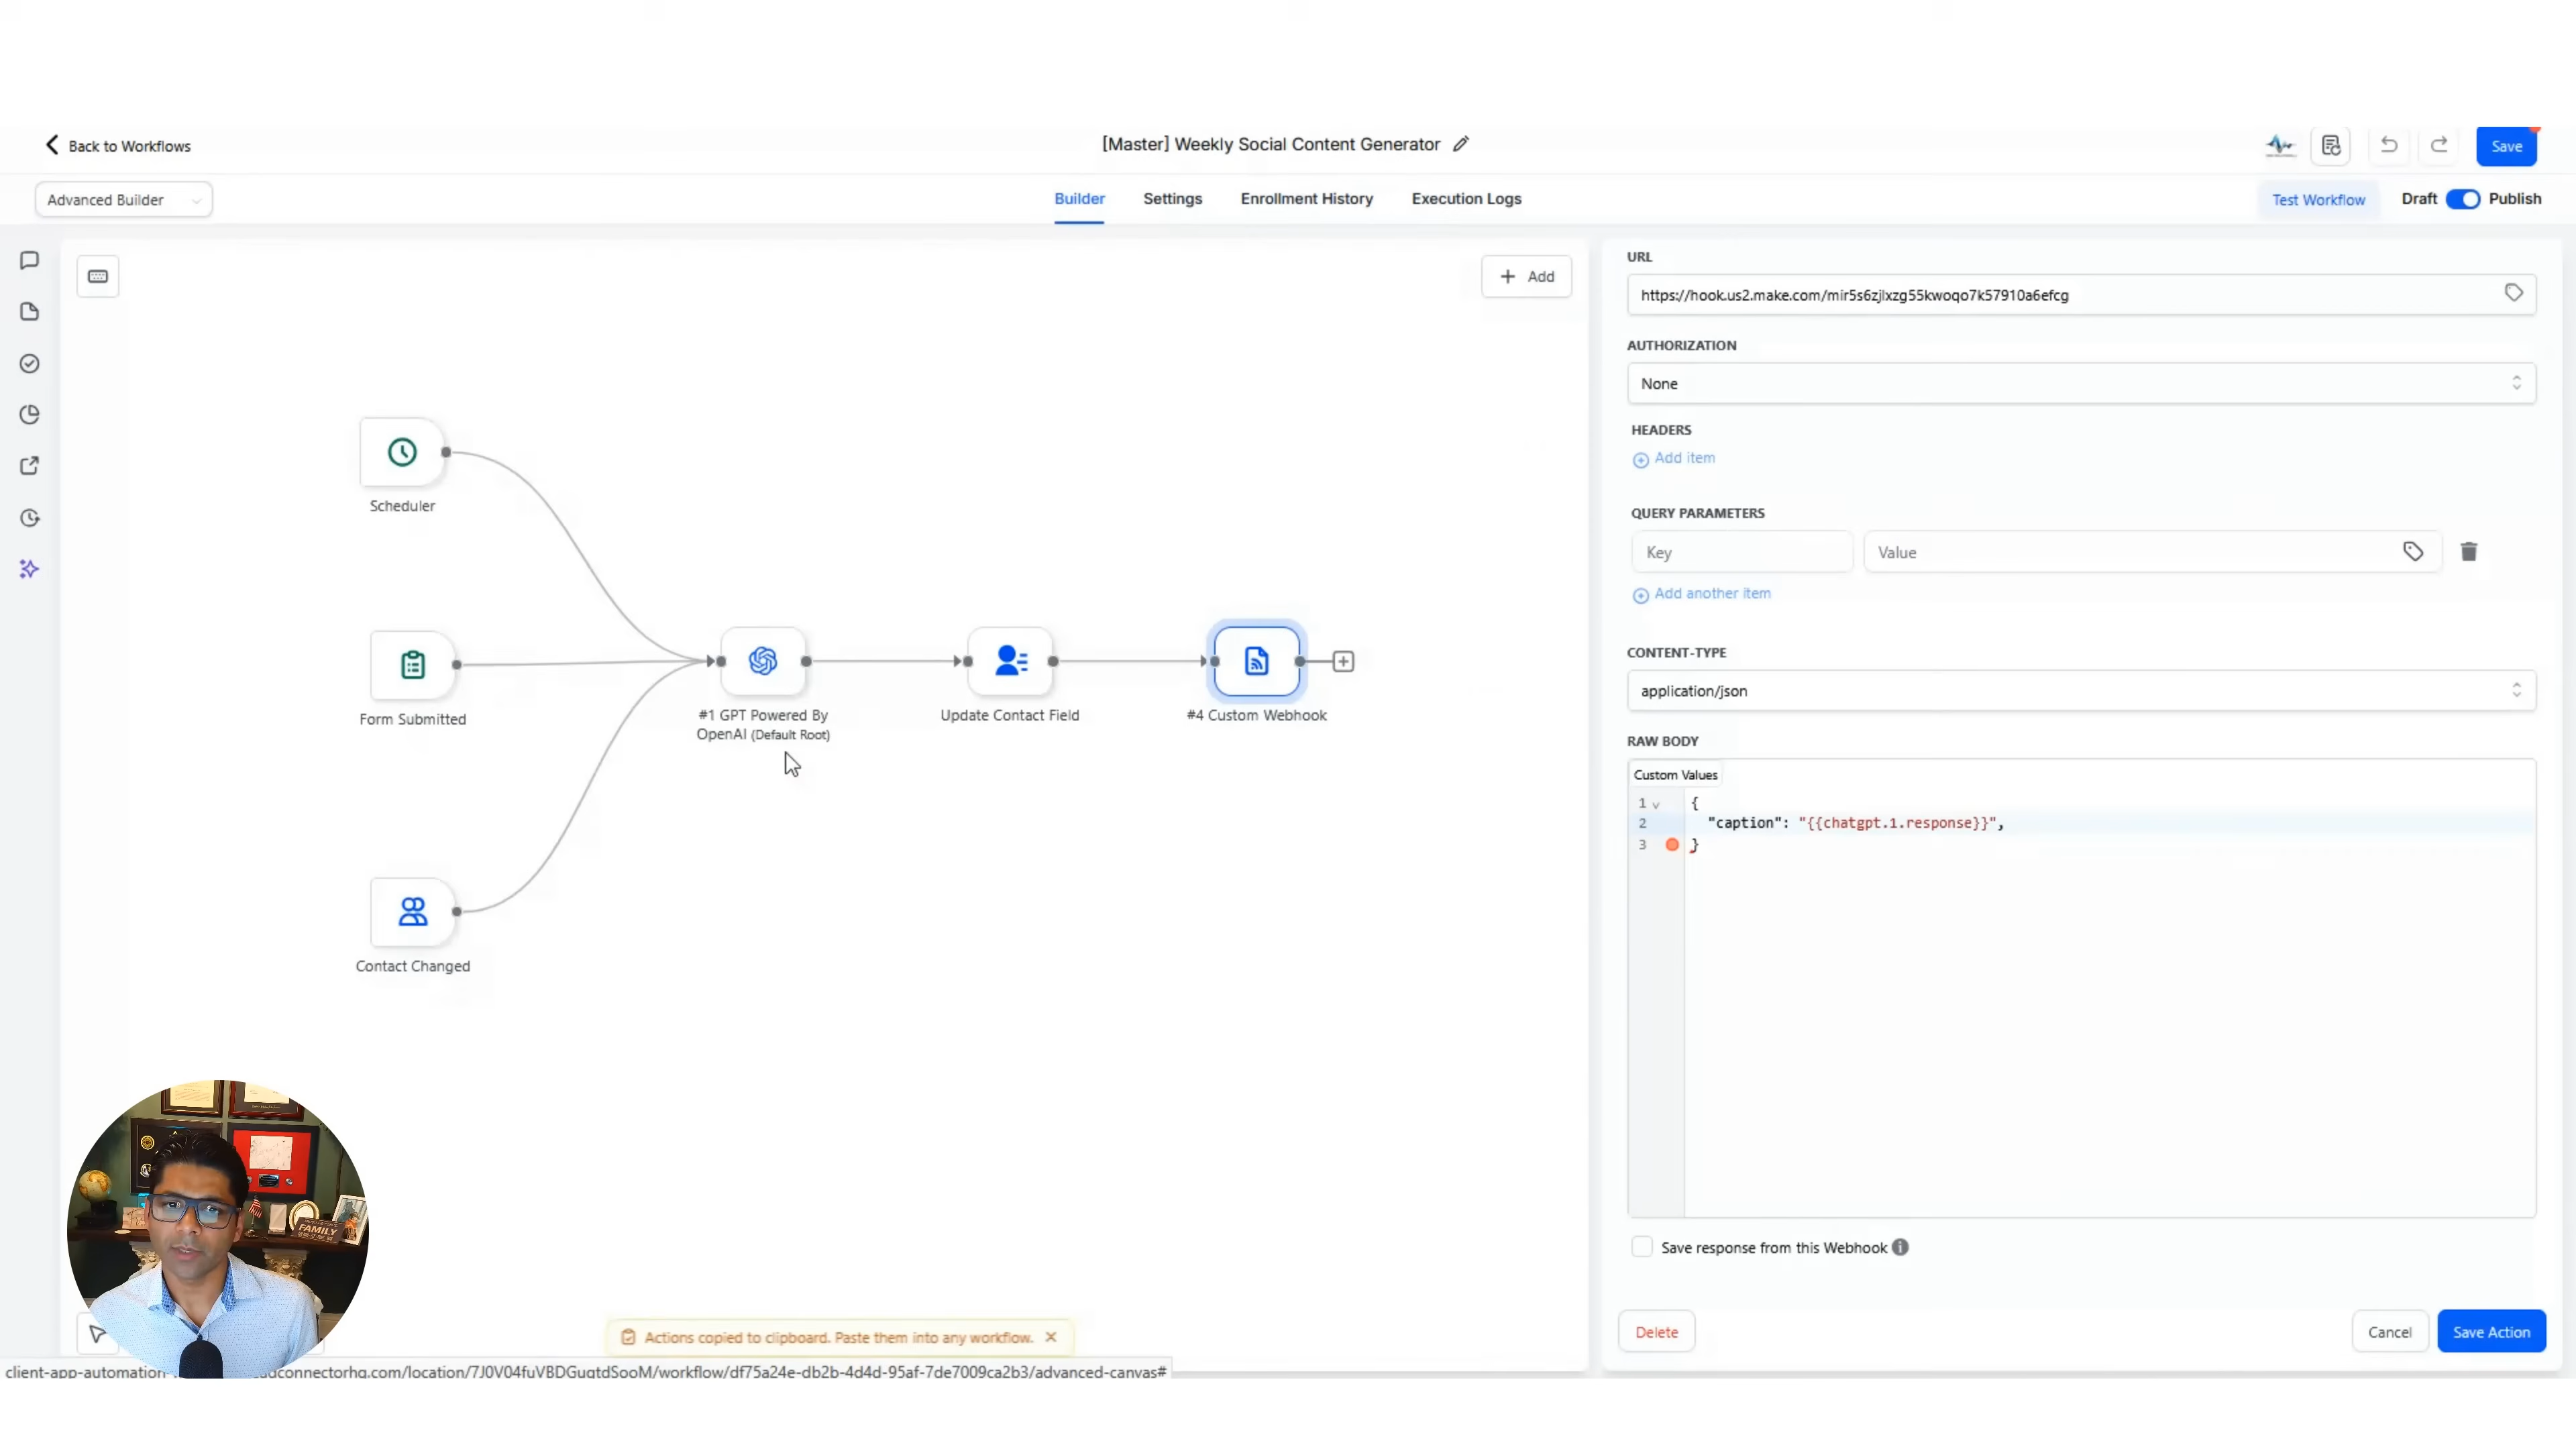 Back to Workflows
[Master] Weekly Social Content Generator
Save
Advanced Builder
Builder
Settings
Enrollment History
Execution Logs
Test Workflow
Draft
Publish
Add
Scheduler
Form Submitted
Contact Changed
#1 GPT Powered By
OpenAI (Default Root)
Update Contact Field
#4 Custom Webhook
URL
https://hook.us2.make.com/mir5s6zjlxzg55kwoqo7k57910a6efcg
AUTHORIZATION
None
HEADERS
Add item
QUERY PARAMETERS
Key
Value
Add another item
CONTENT-TYPE
application/json
RAW BODY
Custom Values
1 {
2 "caption": "{{chatgpt.1.response}}",
3 }
Save response from this Webhook
Delete
Cancel
Save Action
FAMILY
Actions copied to clipboard. Paste them into any workflow.
client-app-automation-
adconnectorhq.com/location/7J0V04fuVBDGuqtdSooM/workflow/df75a24e-db2b-4d4d-95af-7de7009ca2b3/advanced-canvas#